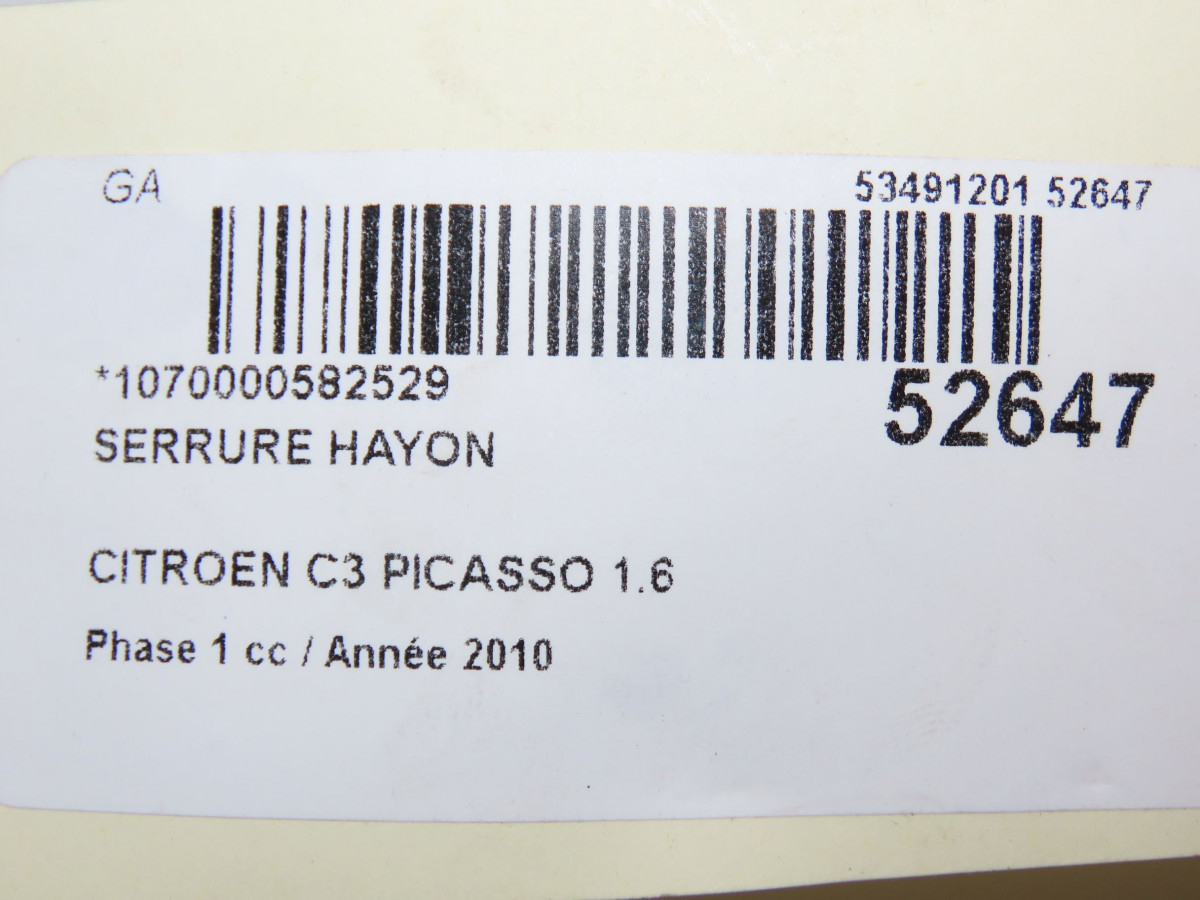 GA
53491201 52647
*1070000582529
52647
SERRURE HAYON
CITROEN C3 PICASSO 1.6
Phase 1 cc / Année 2010